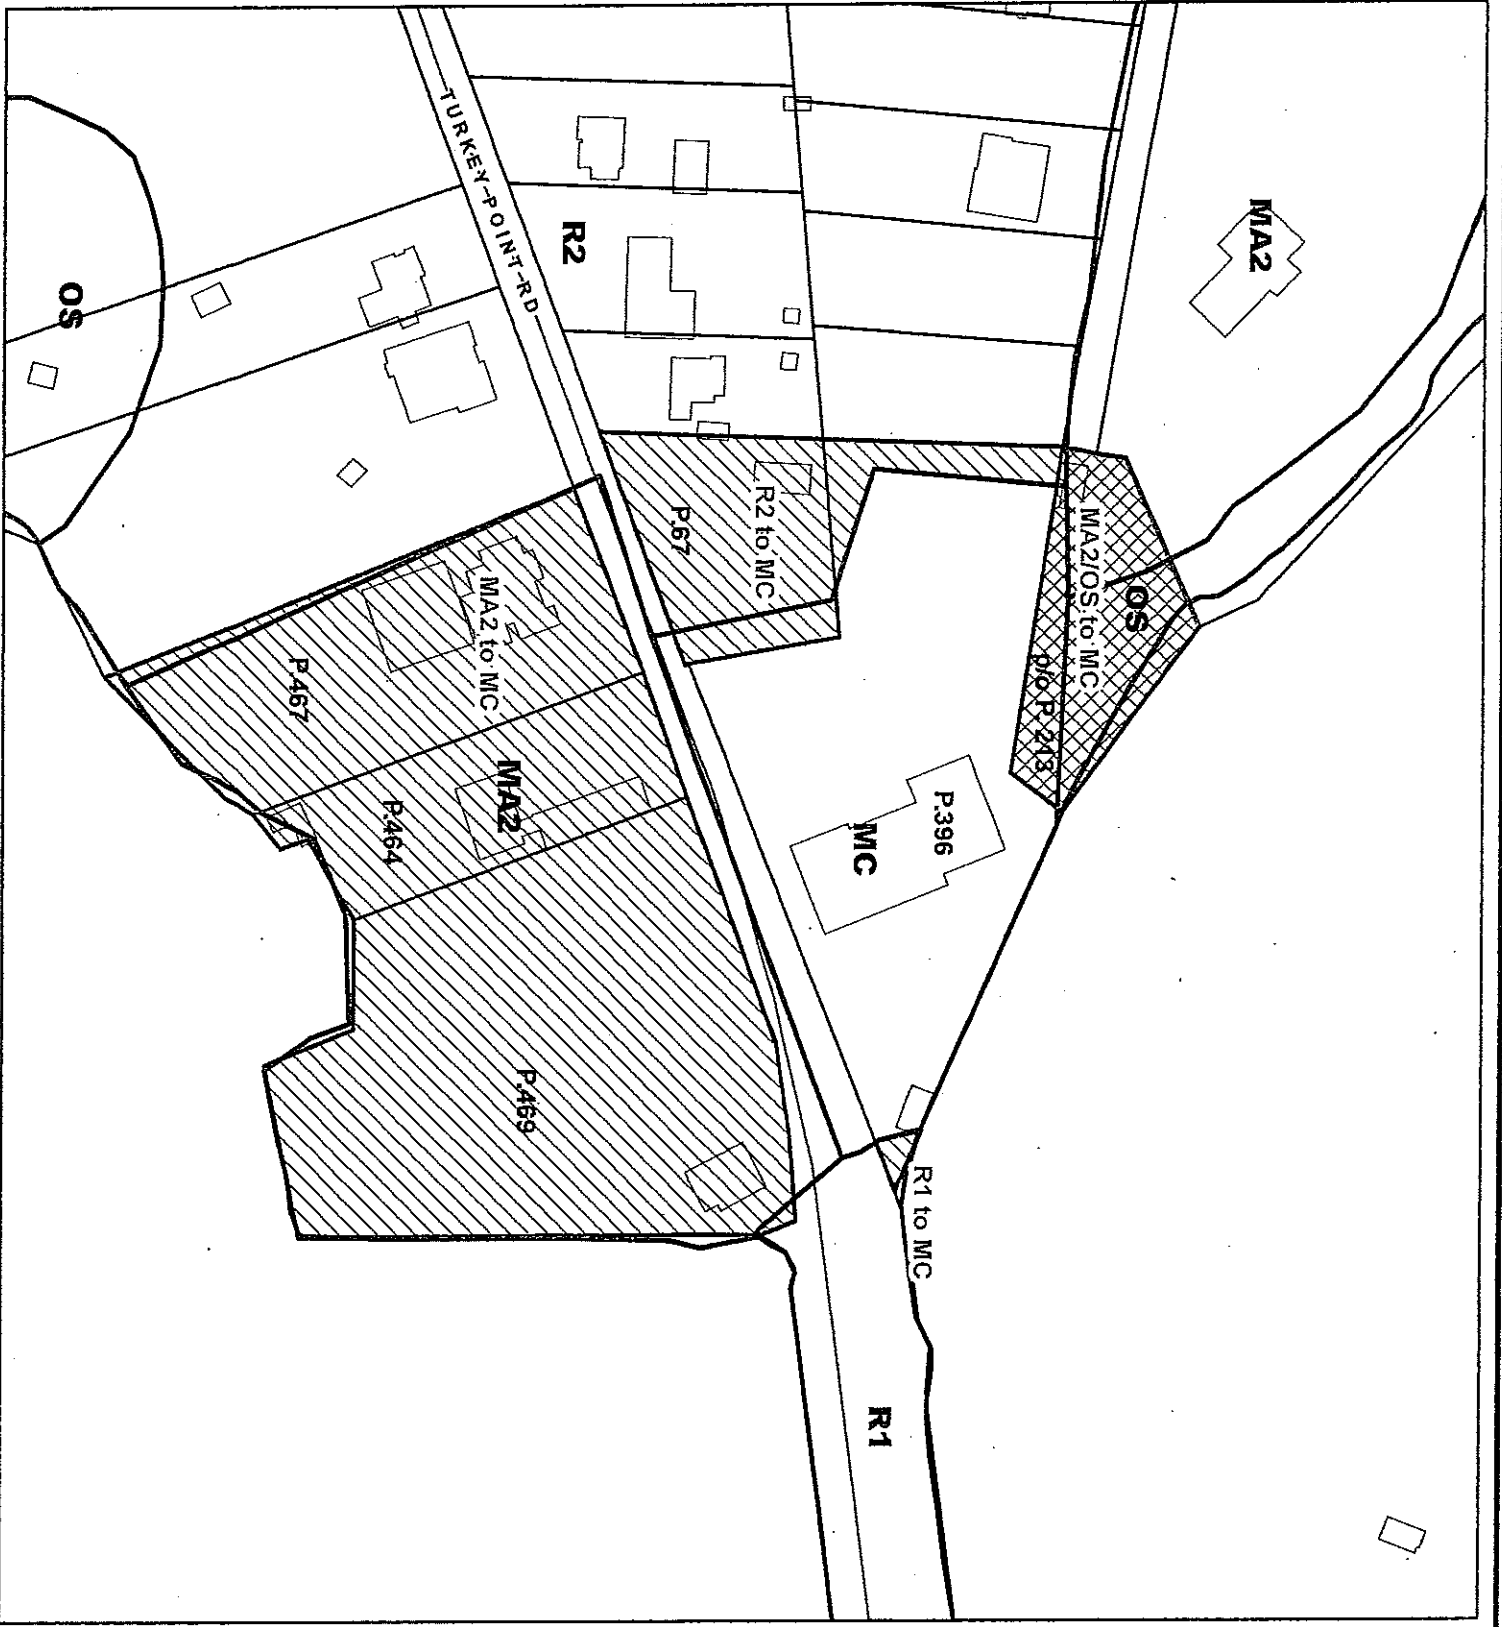 MA2
OS
MA2/OS to MC
p/o P. 213
R2
R2 to MC
P.67
P.396
MC
R1 to MC
R1
TURKEY-POINT-RD
MA2 to MC
MA2
P.467
P.464
P.469
OS